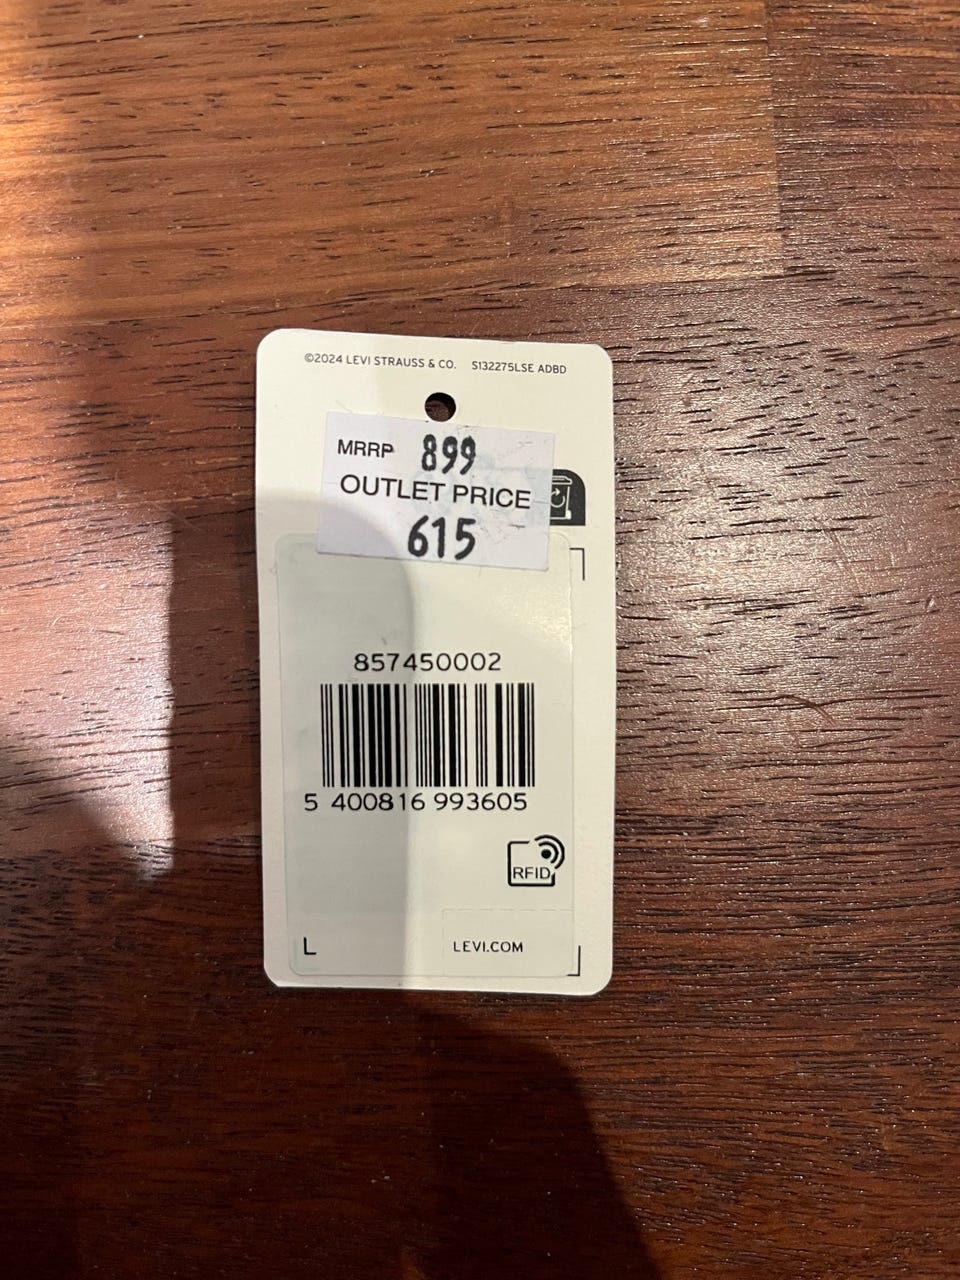 ©2024 LEVI STRAUSS & CO. S132275LSE ADBD
MRRP 899
OUTLET PRICE
615
857450002
5 400816 993605
RFID
L LEVI.COM